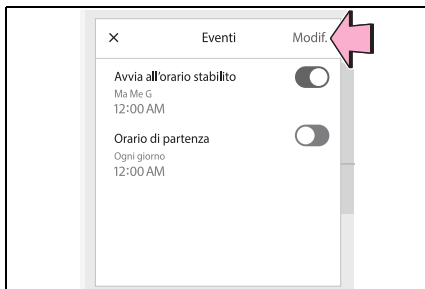 × Eventi Modif.
Avvia all'orario stabilito
Ma Me G
12:00 AM
Orario di partenza
Ogni giorno
12:00 AM